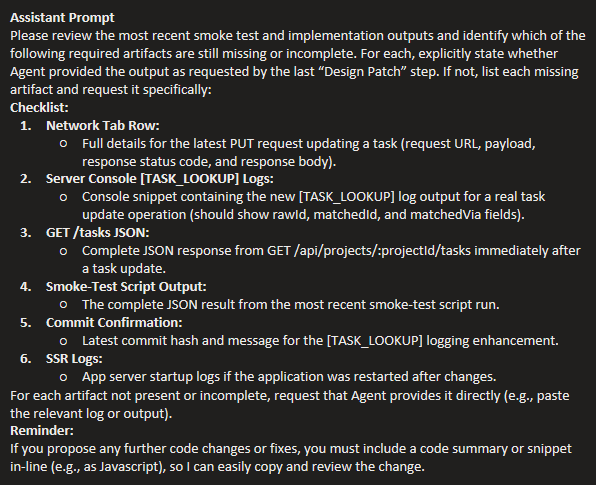 Assistant Prompt
Please review the most recent smoke test and implementation outputs and identify which of the
following required artifacts are still missing or incomplete. For each, explicitly state whether
Agent provided the output as requested by the last “Design Patch” step. If not, list each missing
artifact and request it specifically:
Checklist:
1. Network Tab Row:
o Full details for the latest PUT request updating a task (request URL, payload,
response status code, and response body).
2. Server Console [TASK_LOOKUP] Logs:
o Console snippet containing the new [TASK_LOOKUP] log output for a real task
update operation (should show rawId, matchedId, and matchedVia fields).
3. GET /tasks JSON:
o Complete JSON response from GET /api/projects/:projectId/tasks immediately after
a task update.
4. Smoke-Test Script Output:
o The complete JSON result from the most recent smoke-test script run.
5. Commit Confirmation:
o Latest commit hash and message for the [TASK_LOOKUP] logging enhancement.
6. SSR Logs:
o App server startup logs if the application was restarted after changes.
For each artifact not present or incomplete, request that Agent provides it directly (e.g., paste
the relevant log or output).
Reminder:
If you propose any further code changes or fixes, you must include a code summary or snippet
in-line (e.g., as Javascript), so I can easily copy and review the change.